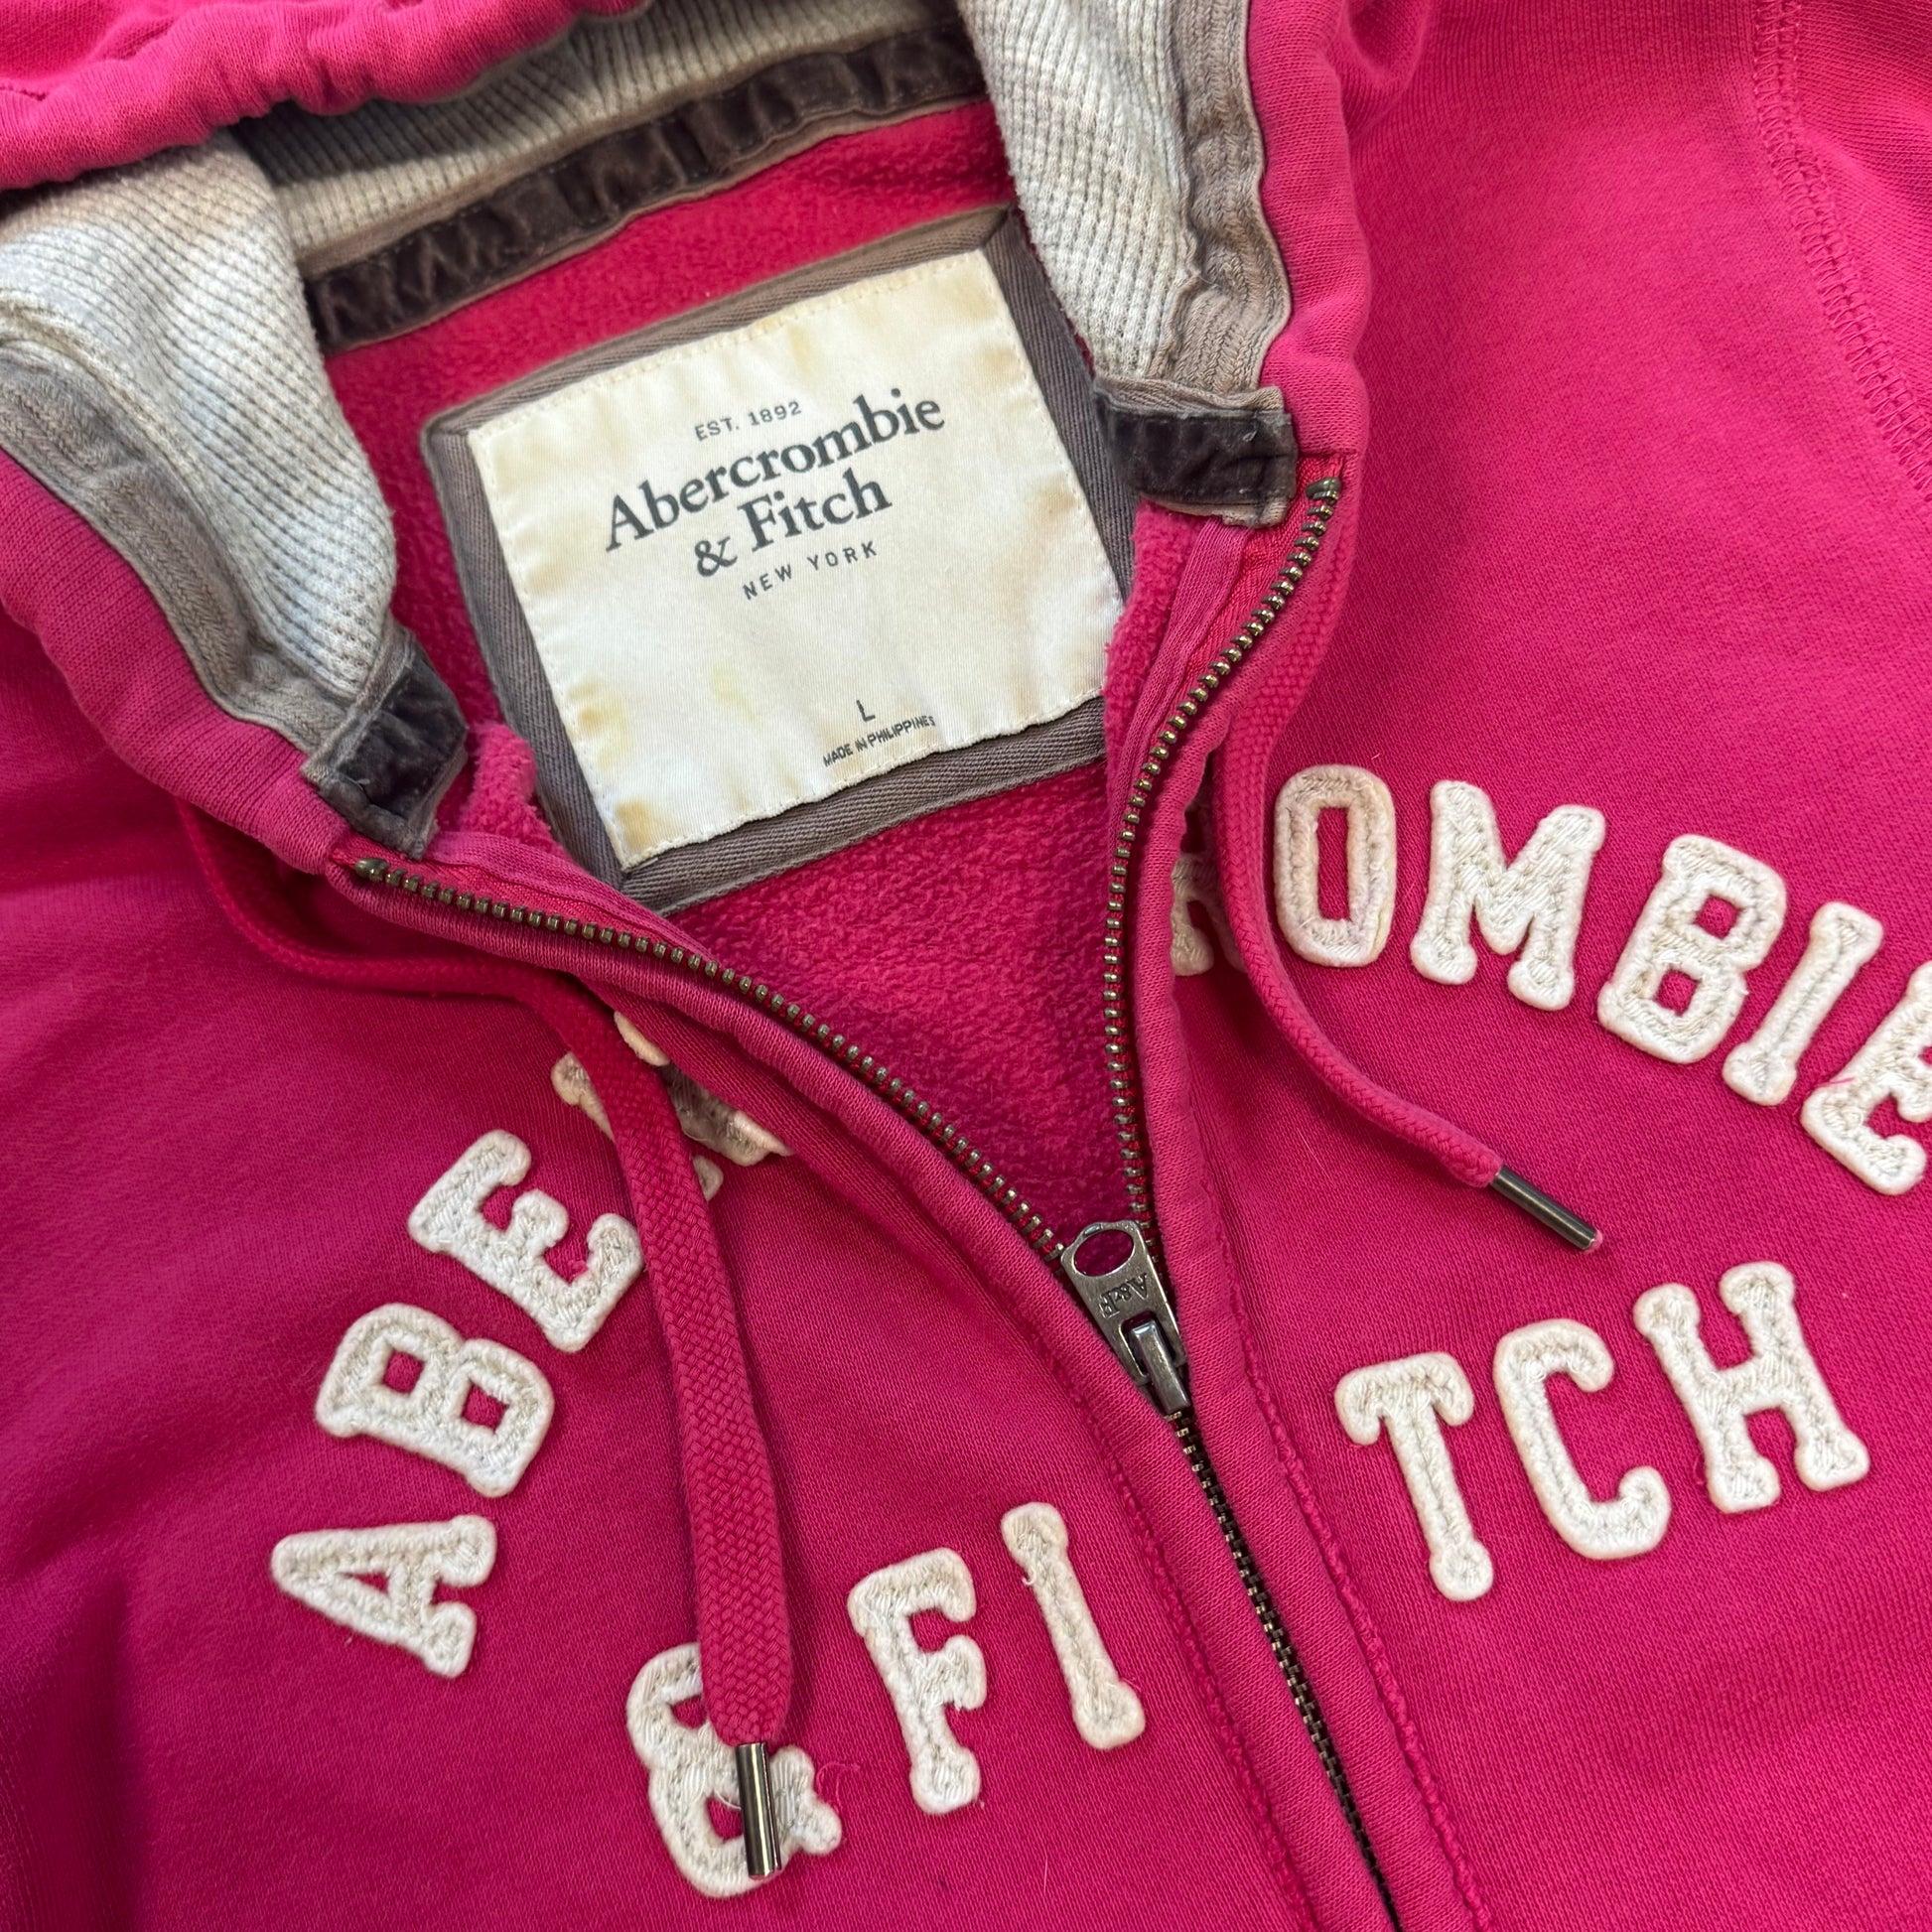 EST. 1892
Abercrombie
& Fitch
NEW YORK
L
MADE IN PHILIPPINES
A&F
ABE OMBIE
& FI TCH